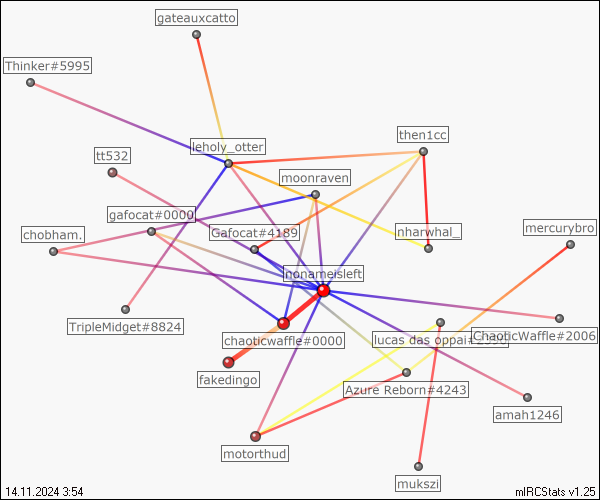 gateauxcatto
Thinker#5995
then1cc
leholy_otter
tt532
moonraven
gafocat#0000
Gafocat#4189
nharwhal_
mercurybro
chobham.
nonameisleft
TripleMidget#8824
chaoticwaffle#0000
lucas das oppai#
ChaoticWaffle#2006
fakedingo
Azure Reborn#4243
amah1246
motorthud
mukszi
14.11.2024 3:54
mIRCStats v1.25